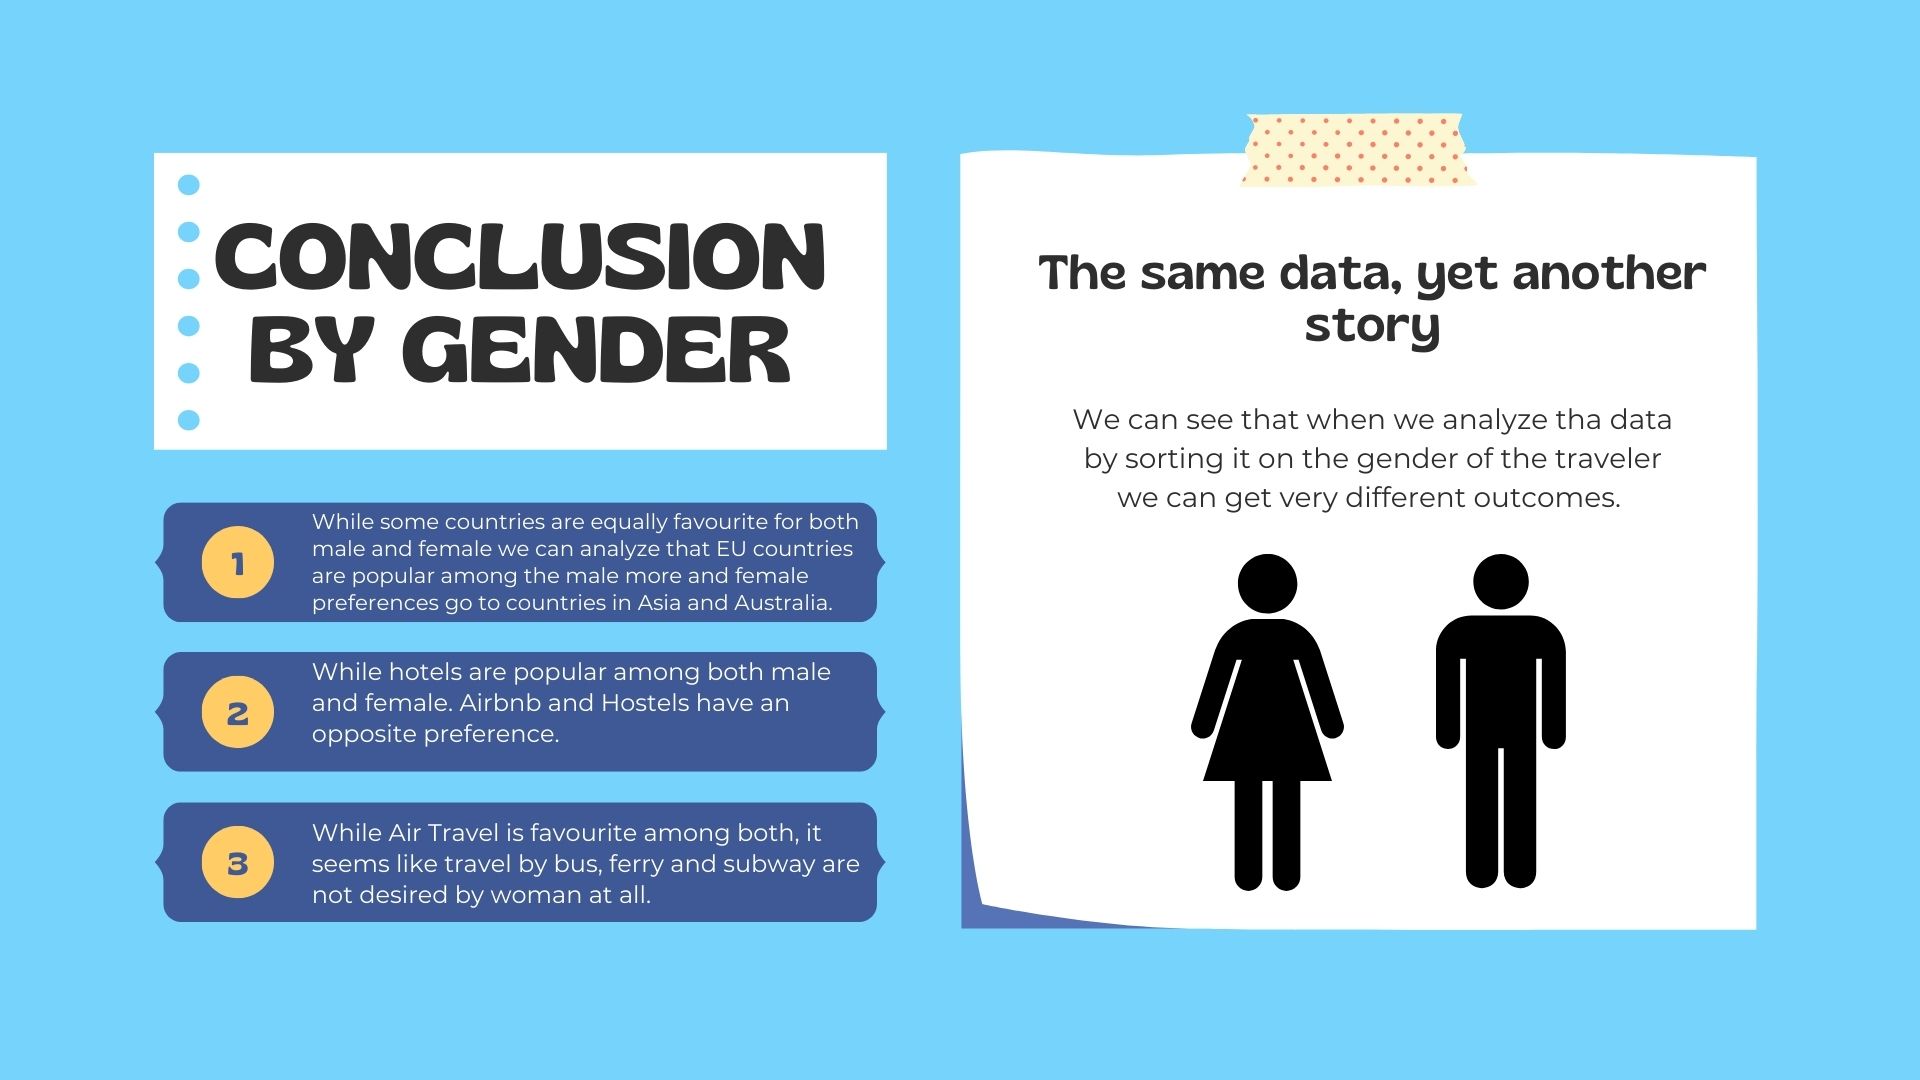 CONCLUSION
BY GENDER
1
While some countries are equally favourite for both
male and female we can analyze that EU countries
are popular among the male more and female
preferences go to countries in Asia and Australia.
2
While hotels are popular among both male
and female. Airbnb and Hostels have an
opposite preference.
3
While Air Travel is favourite among both, it
seems like travel by bus, ferry and subway are
not desired by woman at all.
The same data, yet another
story
We can see that when we analyze tha data
by sorting it on the gender of the traveler
we can get very different outcomes.